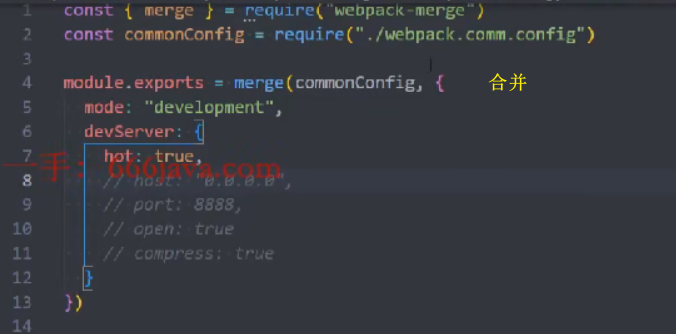 1 const { merge } = require("webpack-merge")
2 const commonConfig = require("./webpack.comm.config")
3
4 module.exports = merge(commonConfig, { 合并
5 mode: "development",
6 devServer: {
7 hot: true,
一手：666java.com
8 // host: "0.0.0.0",
9 // port: 8888,
10 // open: true
11 // compress: true
12 }
13 })
14